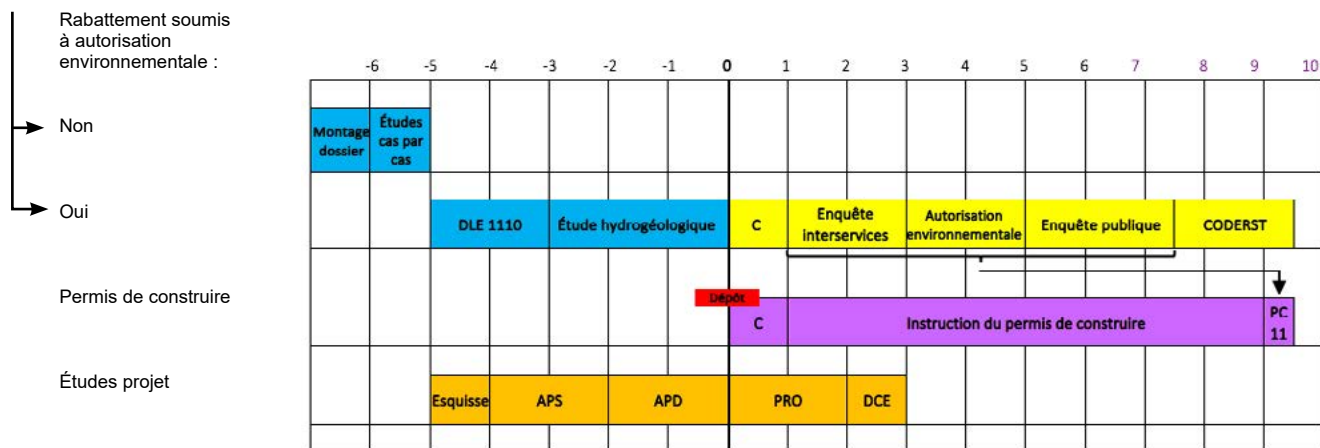 Rabattement soumis
à autorisation
environnementale :
-6 -5 -4 -3 -2 -1 0 1 2 3 4 5 6 7 8 9 10
Non
Montage
dossier
Études
cas par
cas
Oui
DLE 1110
Étude hydrogéologique
C
Enquête
interservices
Autorisation
environnementale
Enquête publique
CODERST
Permis de construire
Dépôt
C
Instruction du permis de construire
PC
11
Études projet
Esquisse
APS
APD
PRO
DCE